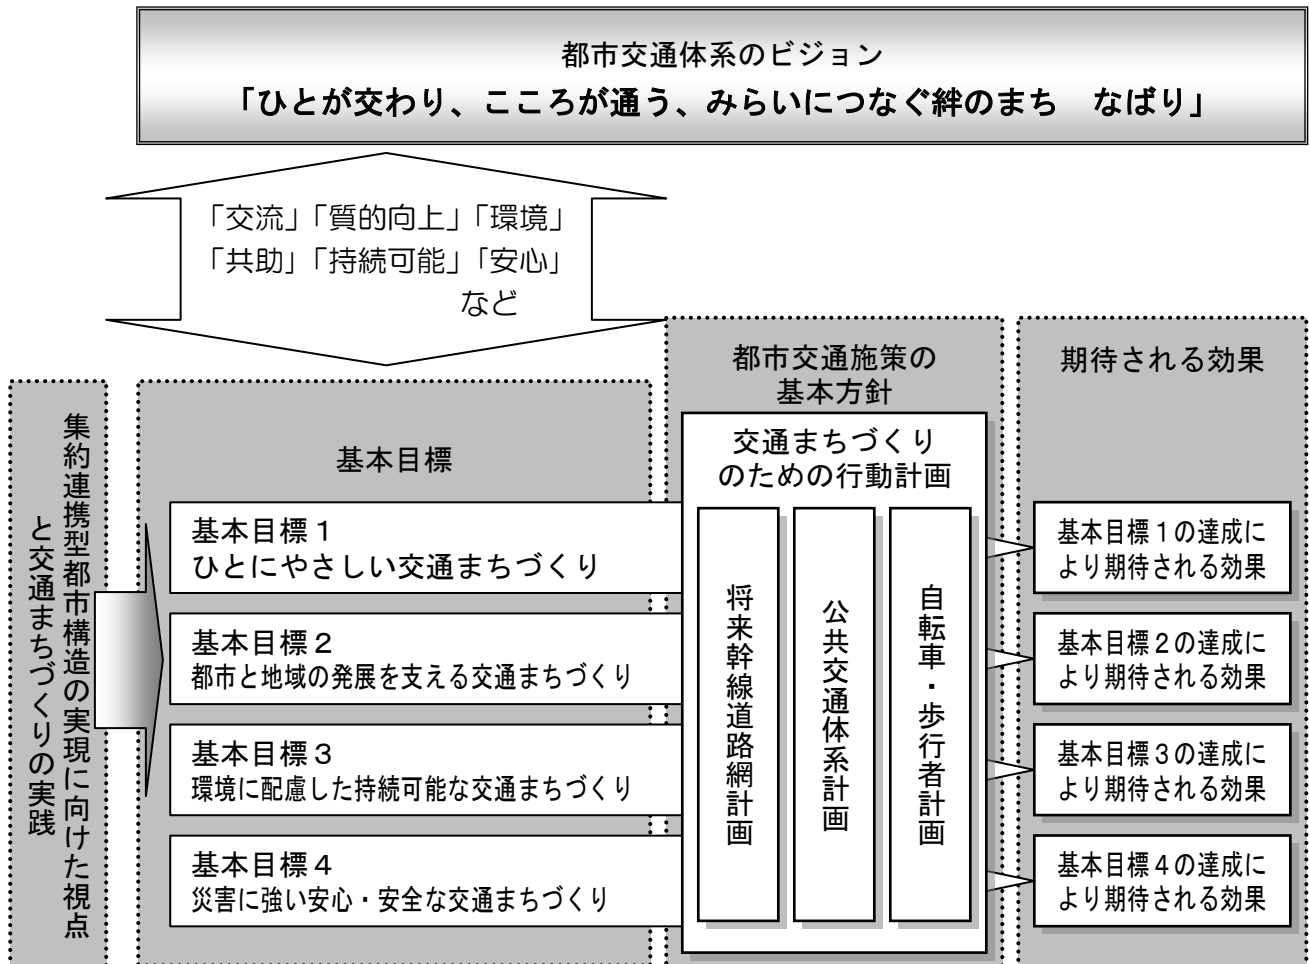 都市交通体系のビジョン
「ひとが交わり、こころが通う、みらいにつなぐ絆のまち　なばり」
「交流」「質的向上」「環境」
「共助」「持続可能」「安心」
など
集約連携型都市構造の実現に向けた視点
と交通まちづくりの実践
基本目標
基本目標１
ひとにやさしい交通まちづくり
基本目標２
都市と地域の発展を支える交通まちづくり
基本目標３
環境に配慮した持続可能な交通まちづくり
基本目標４
災害に強い安心・安全な交通まちづくり
都市交通施策の
基本方針
交通まちづくり
のための行動計画
将来幹線道路網計画
公共交通体系計画
自転車・歩行者計画
期待される効果
基本目標１の達成に
より期待される効果
基本目標２の達成に
より期待される効果
基本目標３の達成に
より期待される効果
基本目標４の達成に
より期待される効果